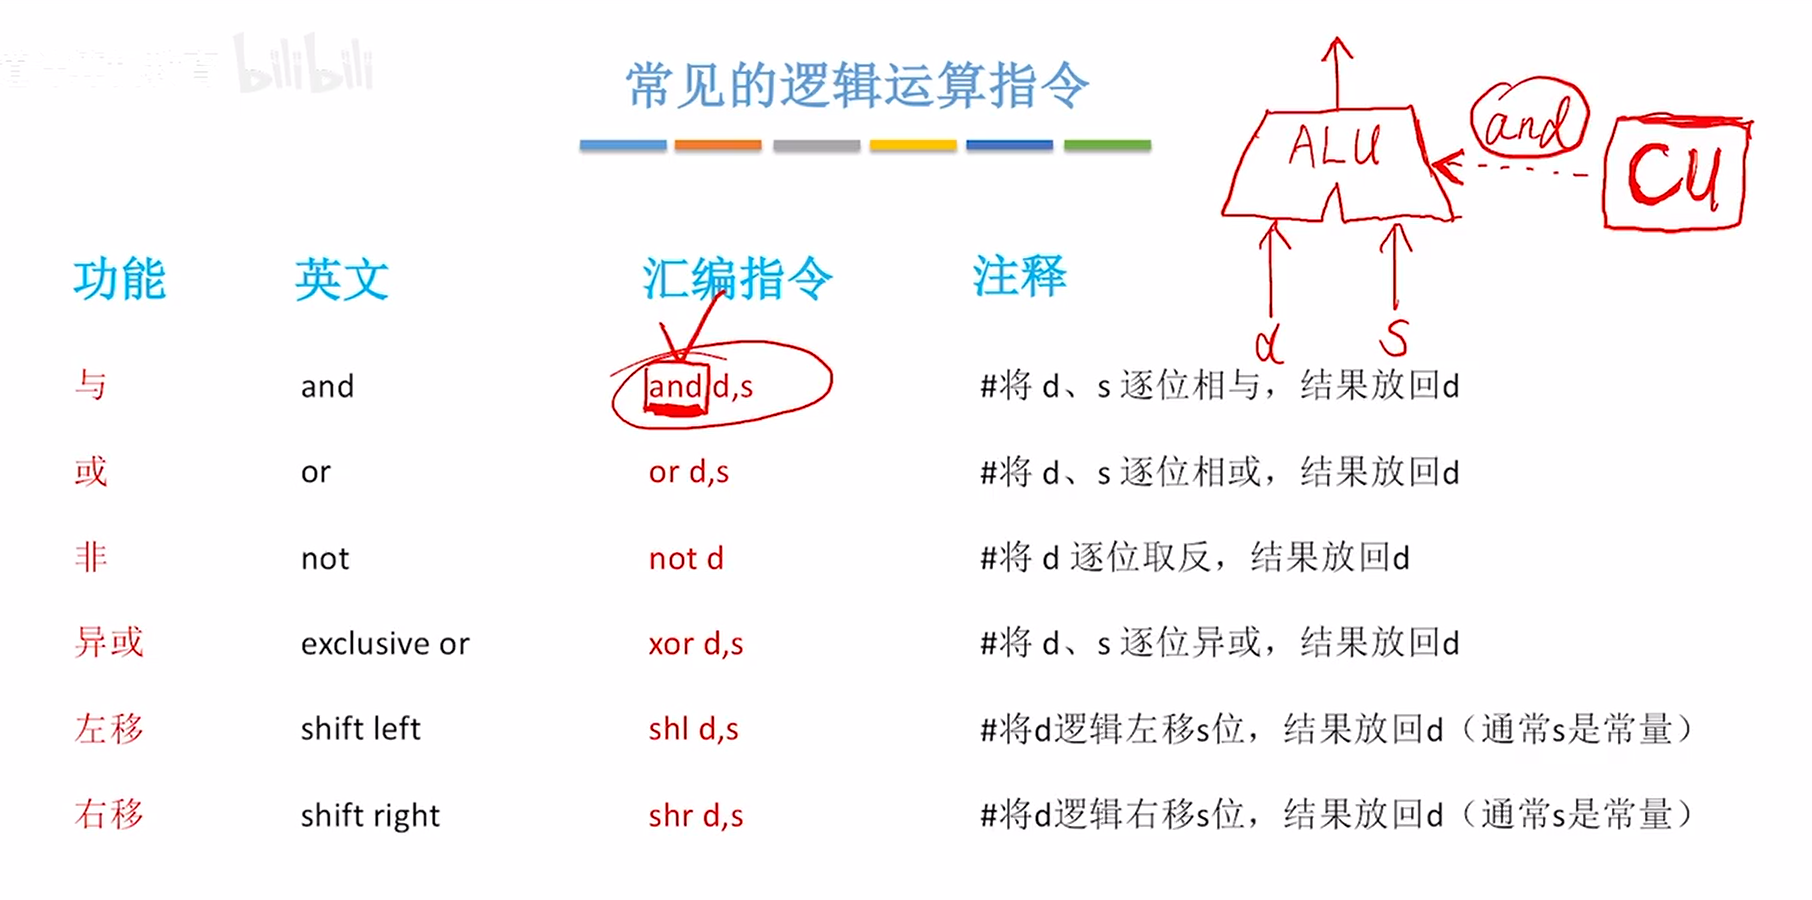 bilibili
常见的逻辑运算指令
ALU
and
CU
d
s
功能 英文 汇编指令 注释
与 and and d,s #将 d、s 逐位相与，结果放回d
或 or or d,s #将 d、s 逐位相或，结果放回d
非 not not d #将 d 逐位取反，结果放回d
异或 exclusive or xor d,s #将 d、s 逐位异或，结果放回d
左移 shift left shl d,s #将d逻辑左移s位，结果放回d（通常s是常量）
右移 shift right shr d,s #将d逻辑右移s位，结果放回d（通常s是常量）